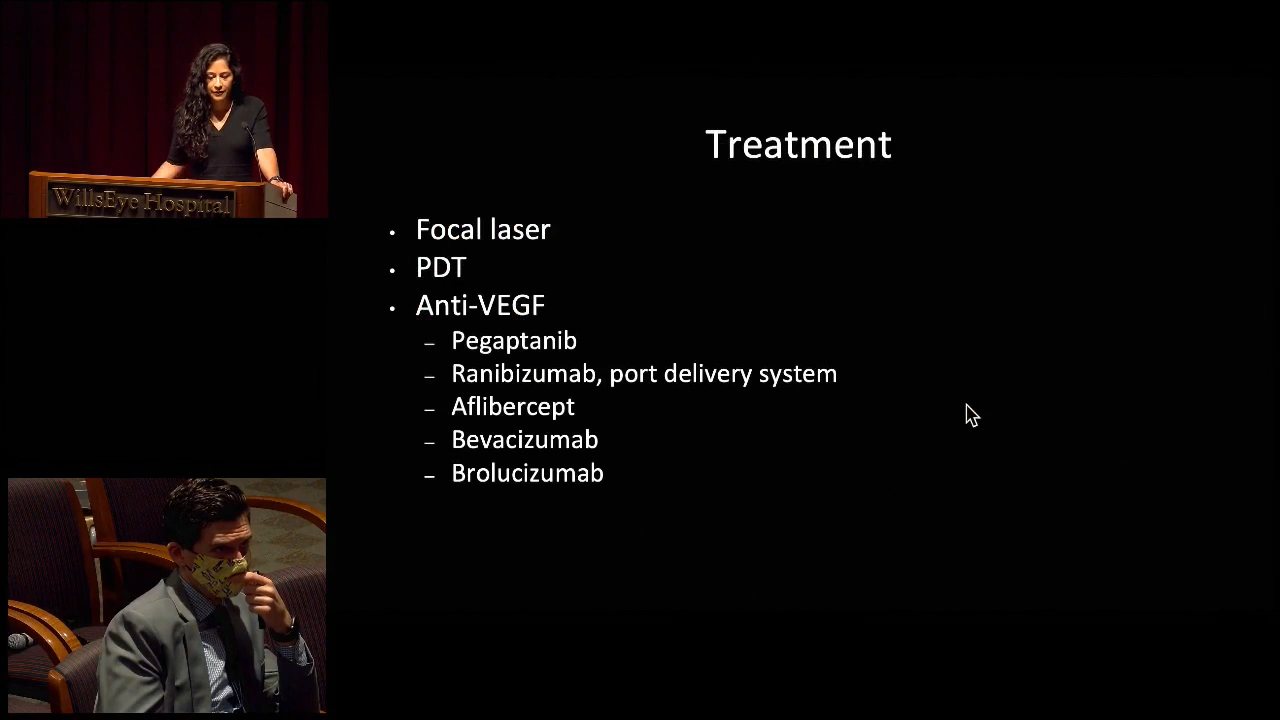 WillsEye Hospital
Treatment
• Focal laser
• PDT
• Anti-VEGF
– Pegaptanib
– Ranibizumab, port delivery system
– Aflibercept
– Bevacizumab
– Brolucizumab